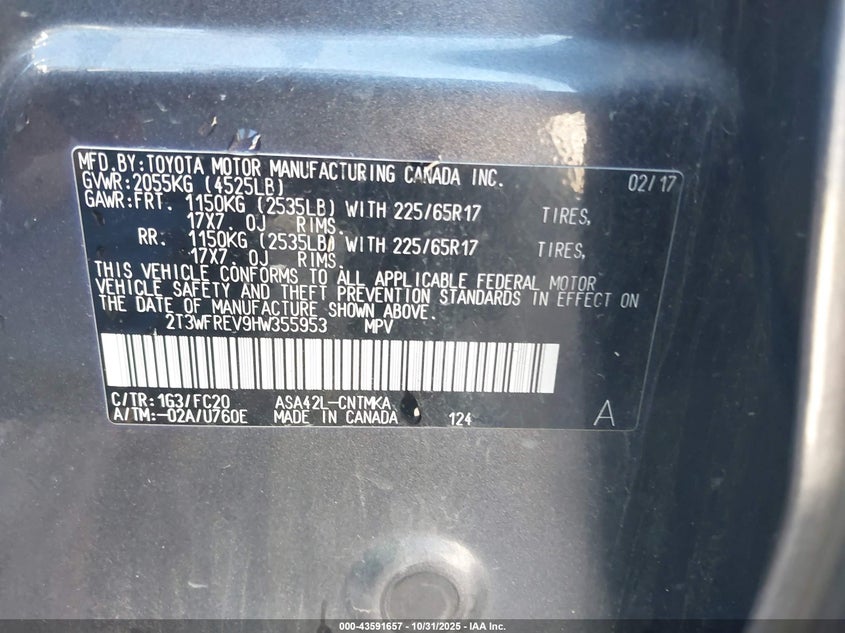 MFD.BY:TOYOTA MOTOR MANUFACTURING CANADA INC. 02/17
GVWR:2055KG (4525LB)
GAWR:FRT. 1150KG (2535LB) WITH 225/65R17 TIRES,
17X7.0J RIMS.
RR. 1150KG (2535LB) WITH 225/65R17 TIRES,
17X7.0J RIMS.
THIS VEHICLE CONFORMS TO ALL APPLICABLE FEDERAL MOTOR
VEHICLE SAFETY AND THEFT PREVENTION STANDARDS IN EFFECT ON
THE DATE OF MANUFACTURE SHOWN ABOVE.
2T3WFREV9HW355953 MPV
C/TR:1G3/FC20 ASA42L-CNTMKA
A/TM:-02A/U760E MADE IN CANADA 124 A
000-43591657 - 10/31/2025 - IAA Inc.